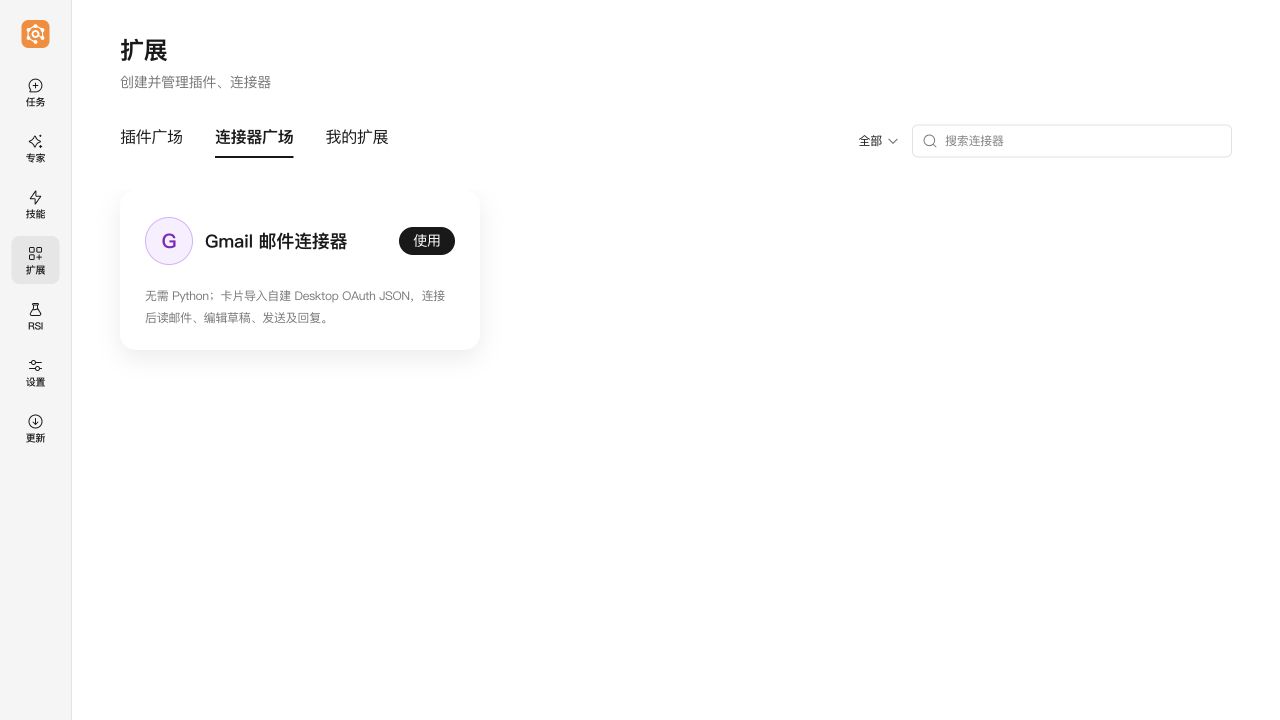 任务
专家
技能
扩展
RSI
设置
更新
扩展
创建并管理插件、连接器
插件广场
连接器广场
我的扩展
全部
搜索连接器
G
Gmail 邮件连接器
使用
无需 Python；卡片导入自建 Desktop OAuth JSON，连接
后读邮件、编辑草稿、发送及回复。